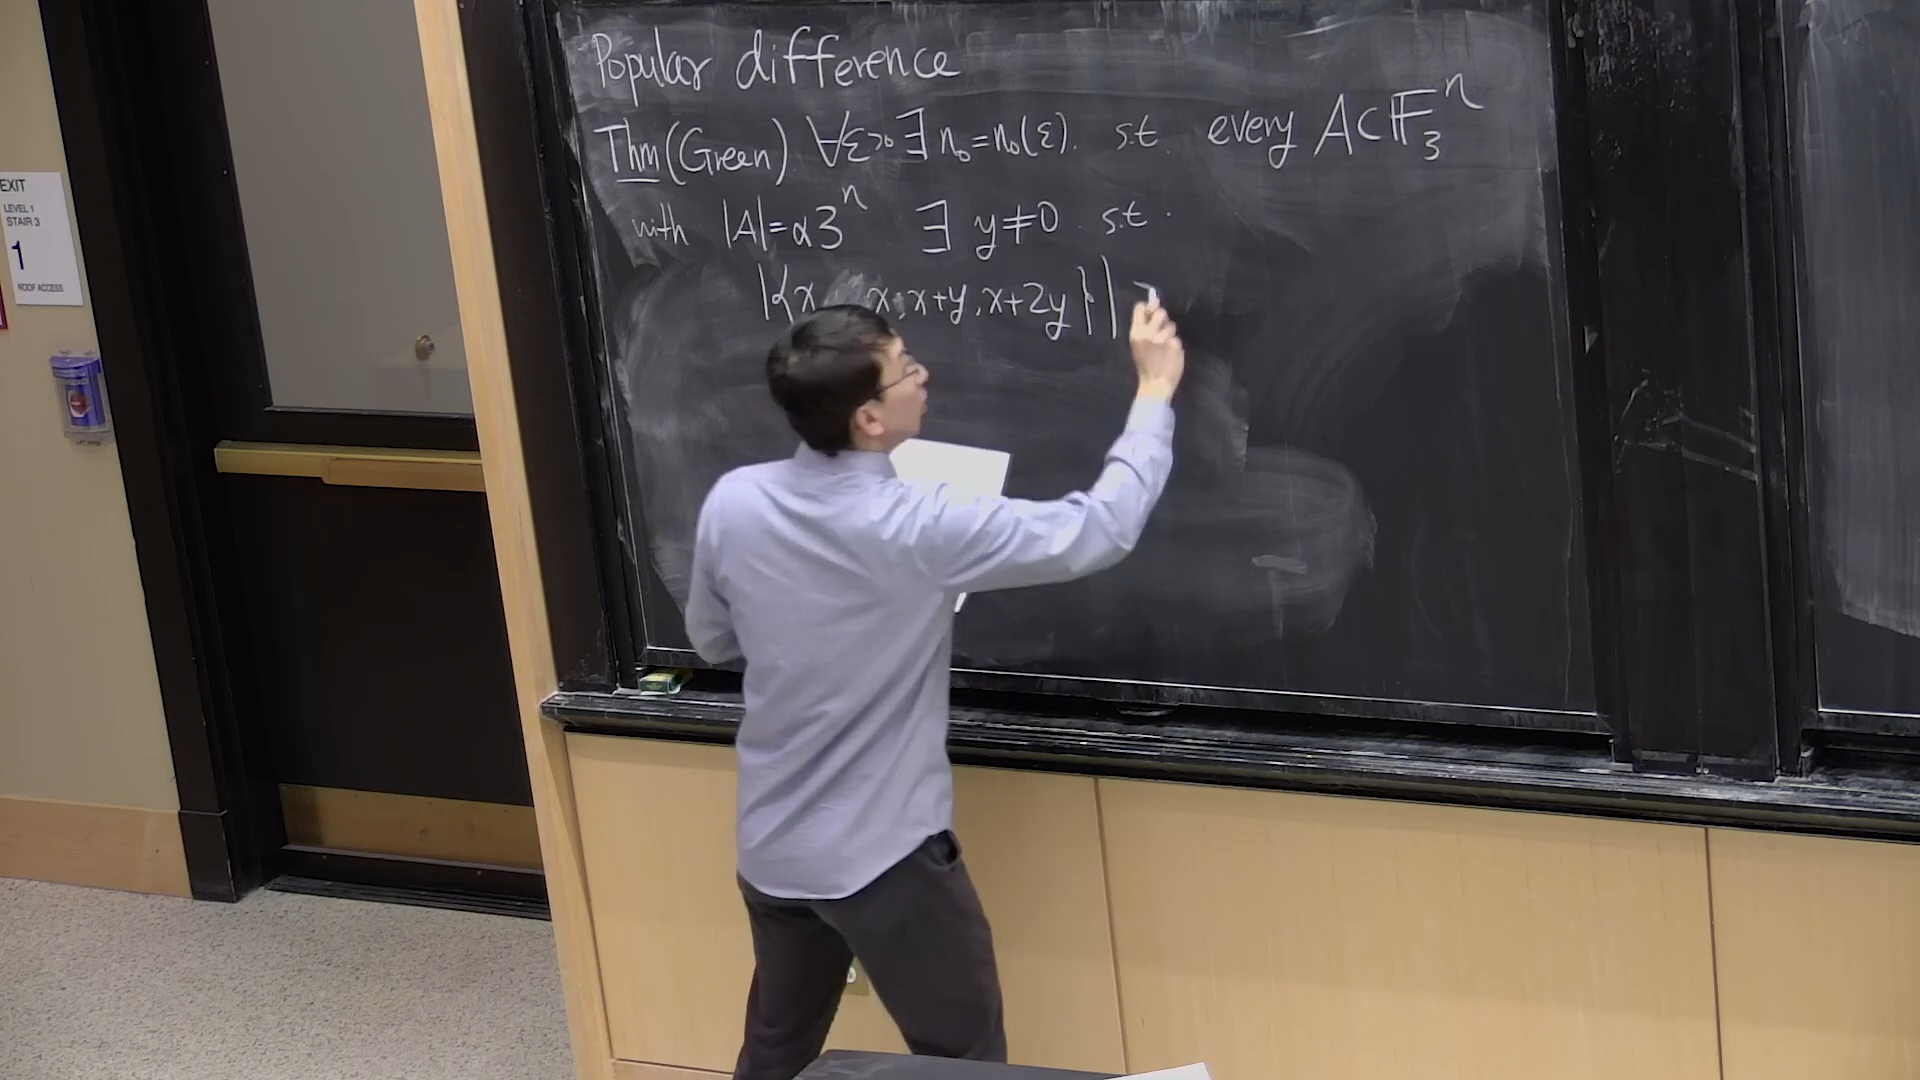 EXIT
LEVEL 1
STAIR 3
1
ROOF ACCESS
Popular difference
Thm (Green) ∀ε>0 ∃ n₀=n₀(ε). s.t. every A⊂𝔽₃ⁿ
with |A|=α3ⁿ ∃ y≠0 s.t.
|{x x, x+y, x+2y}|